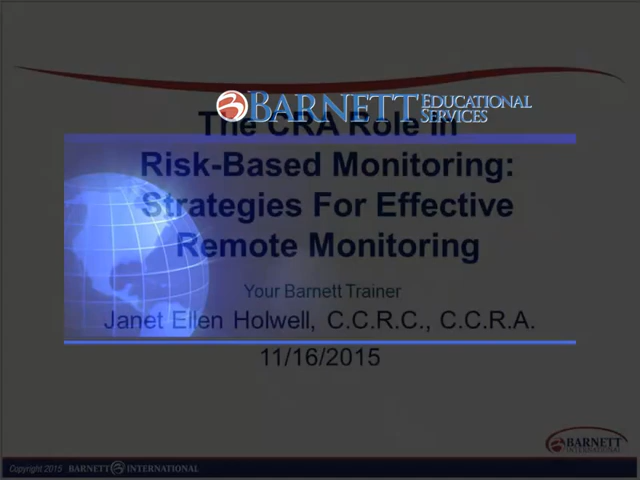 BARNETT EDUCATIONAL SERVICES
The CRA Role in
Risk-Based Monitoring:
Strategies For Effective
Remote Monitoring
Your Barnett Trainer
Janet Ellen Holwell, C.C.R.C., C.C.R.A.
11/16/2015
BARNETT
INTERNATIONAL
Copyright 2015 BARNETT INTERNATIONAL